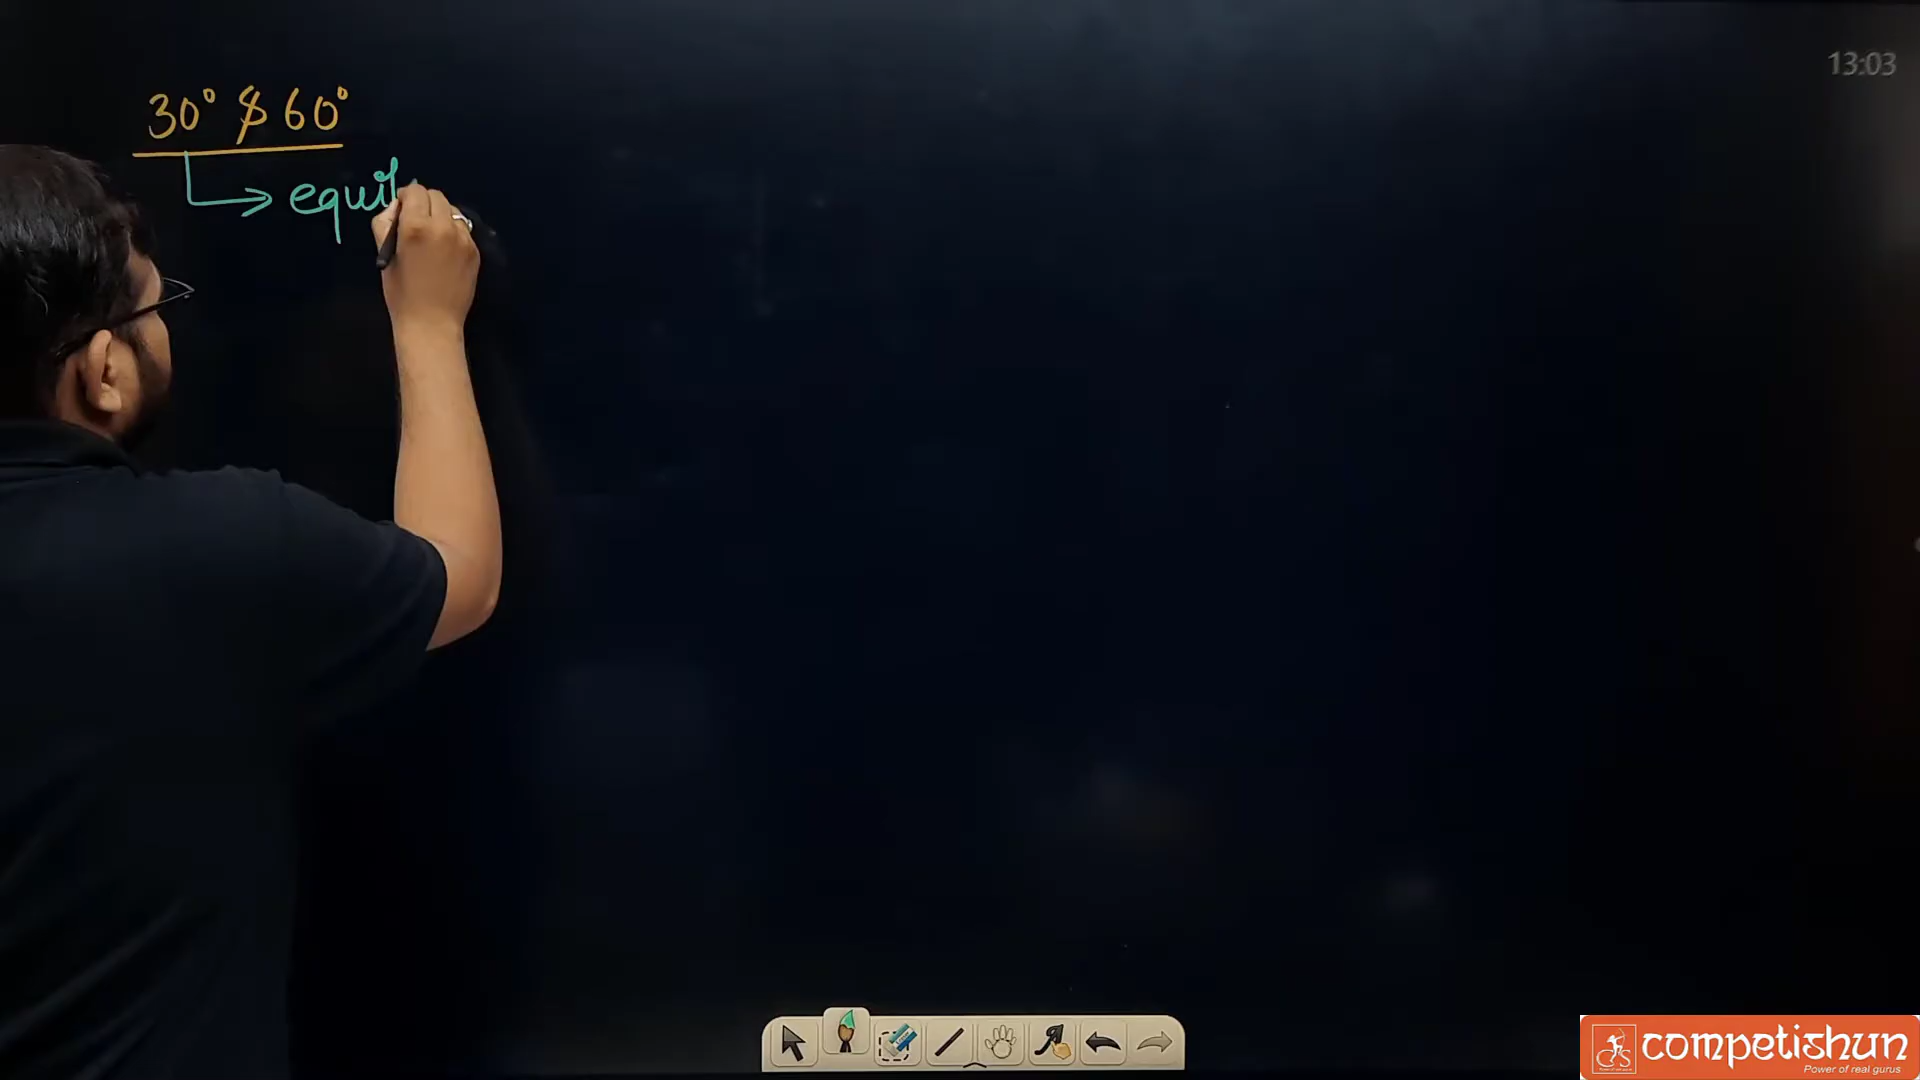 13:03
30° & 60°
→ equil
competishun
Power of real gurus